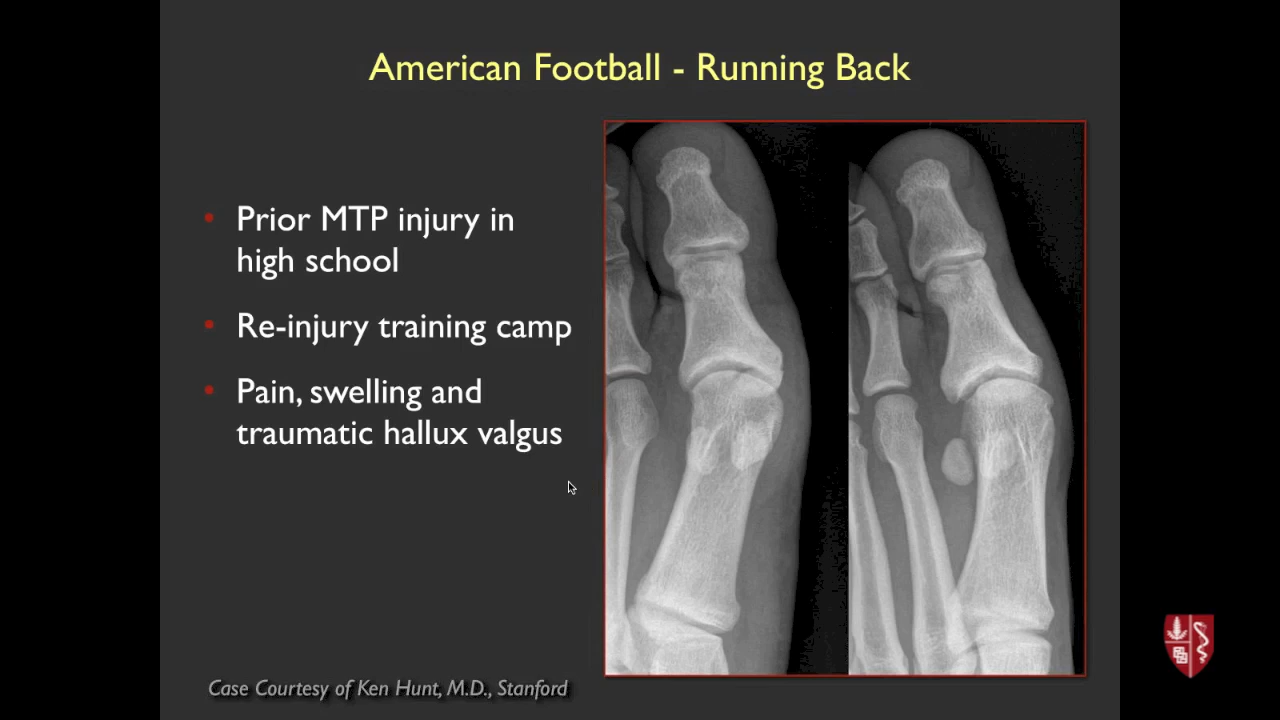 American Football - Running Back
Prior MTP injury in
high school
Re-injury training camp
Pain, swelling and
traumatic hallux valgus
Case Courtesy of Ken Hunt, M.D., Stanford